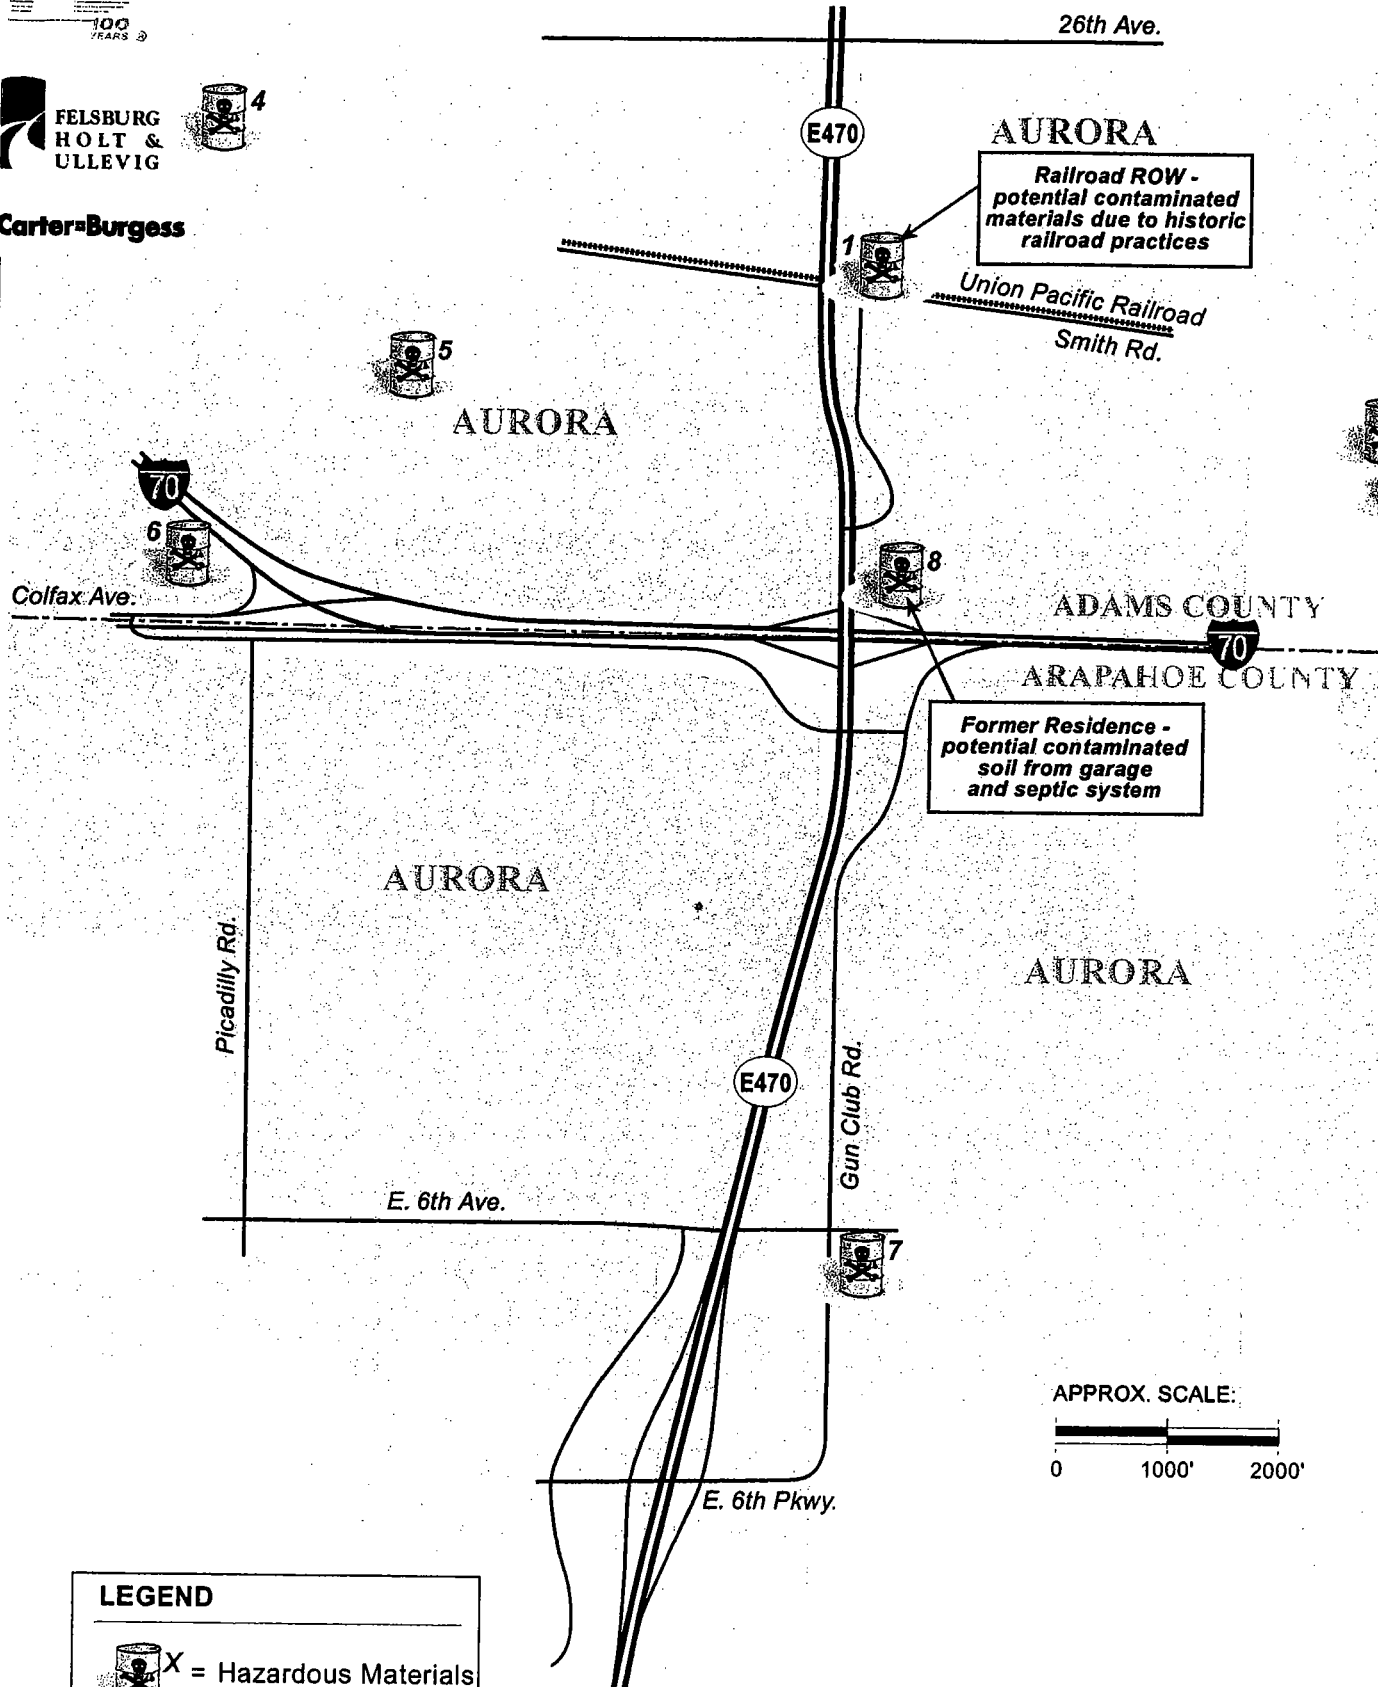 100
YEARS
26th Ave.
FELSBURG
HOLT &
ULLEVIG
4
E470
AURORA
Carter=Burgess
Railroad ROW -
potential contaminated
materials due to historic
railroad practices
1
Union Pacific Railroad
Smith Rd.
5
AURORA
70
6
8
Colfax Ave.
ADAMS COUNTY
70
ARAPAHOE COUNTY
Former Residence -
potential contaminated
soil from garage
and septic system
AURORA
Picadilly Rd.
AURORA
E470
Gun Club Rd.
E. 6th Ave.
7
APPROX. SCALE:
0 1000' 2000'
E. 6th Pkwy.
LEGEND
X = Hazardous Materials